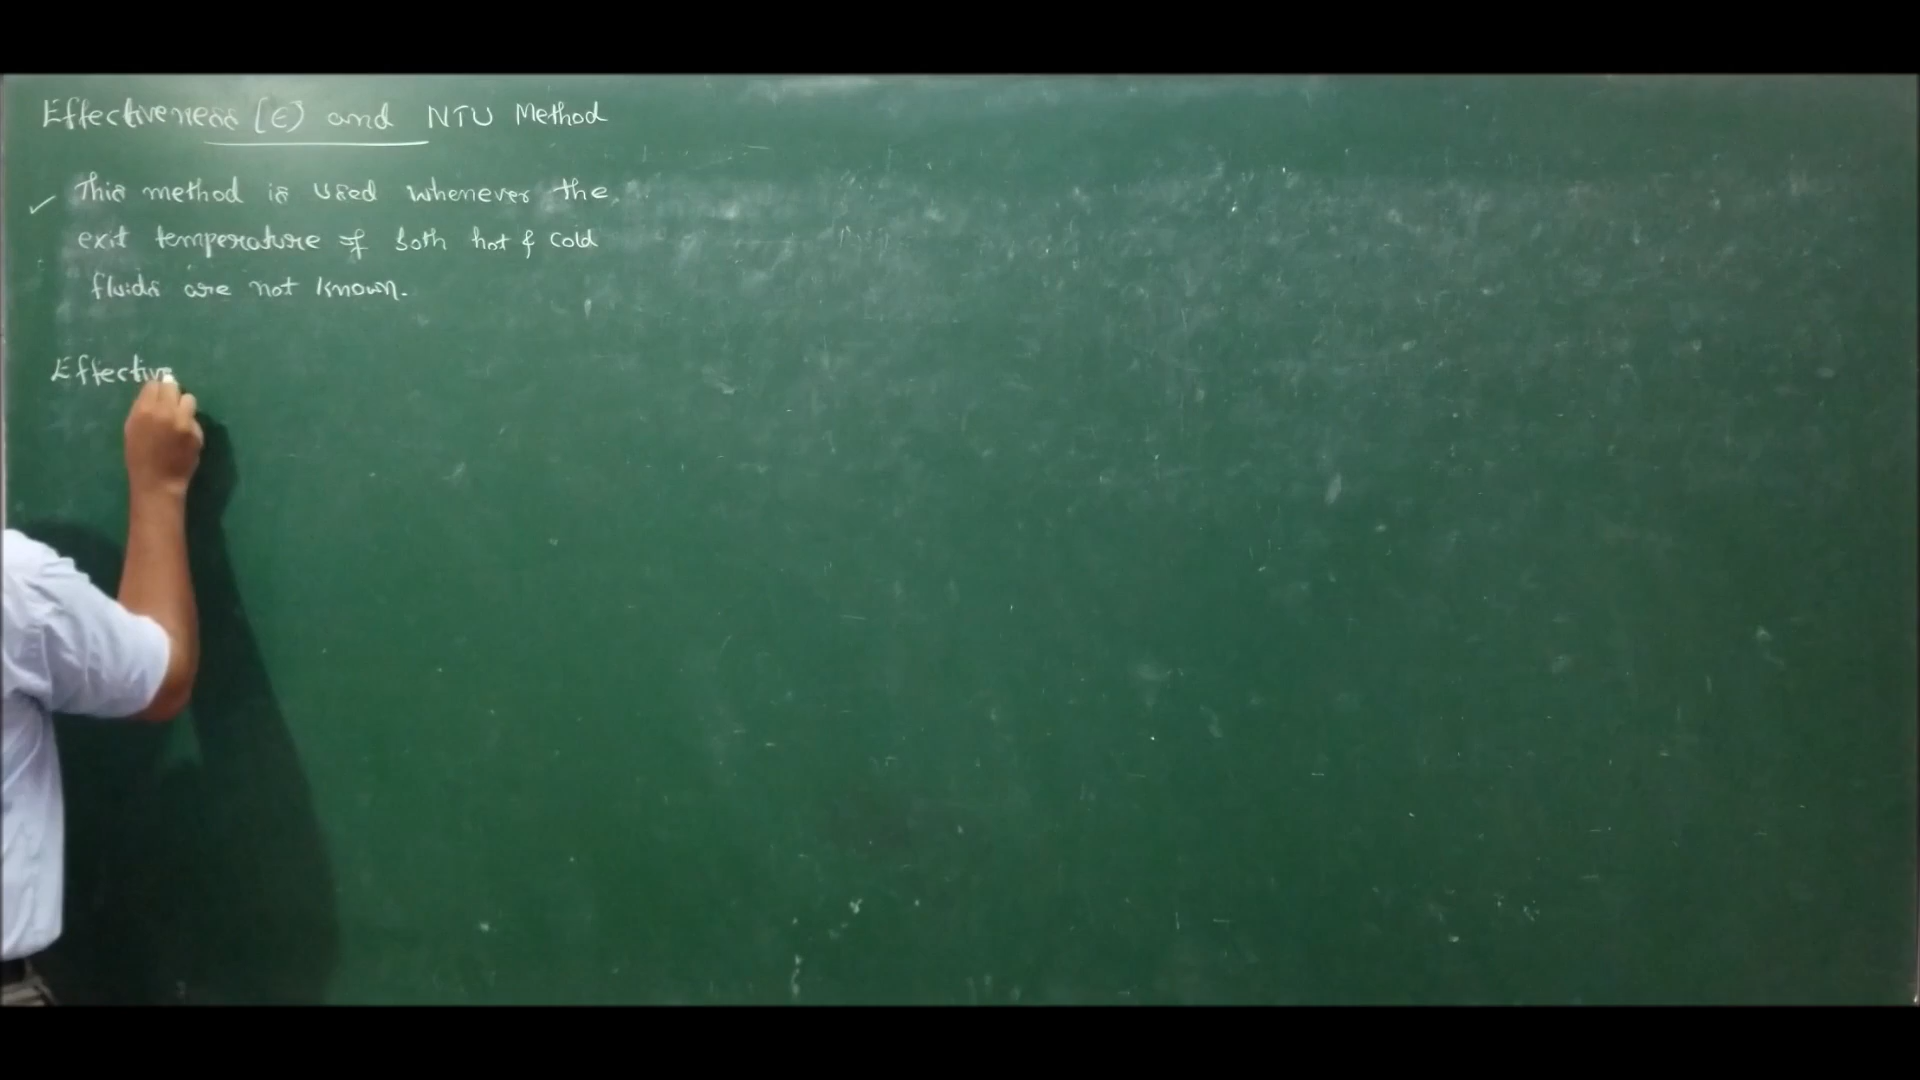 Effectiveness [ε] and NTU Method
✓ This method is used whenever the
exit temperature of both hot & cold
fluids are not known.
Effective